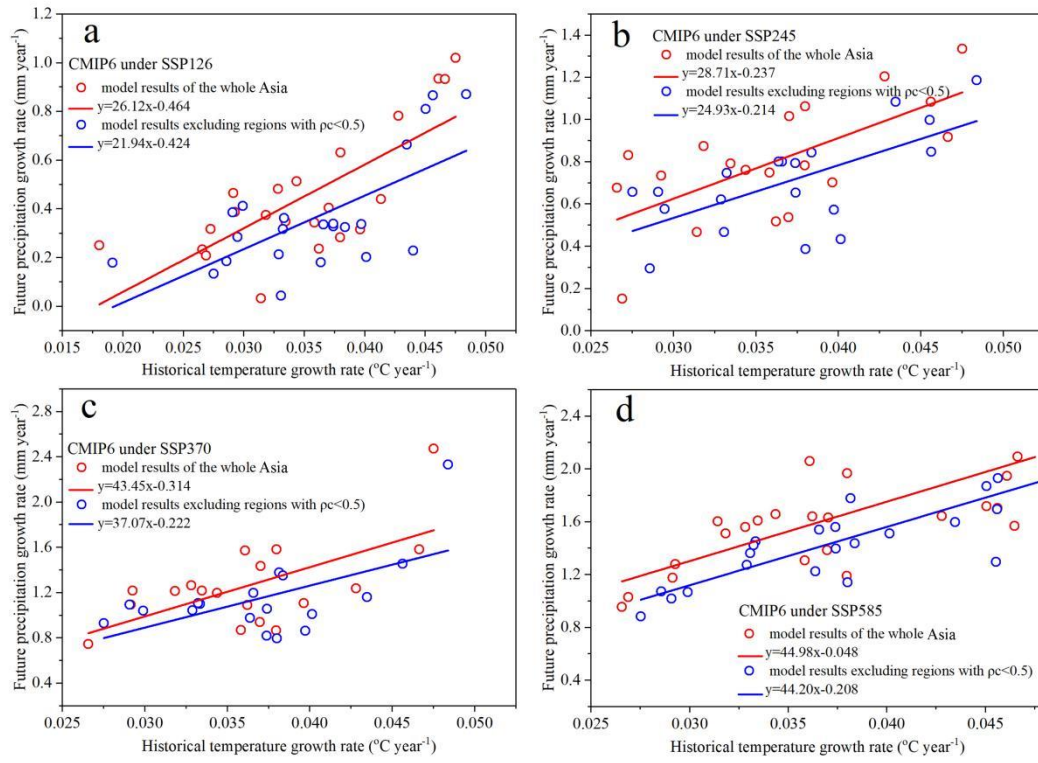 a
CMIP6 under SSP126
model results of the whole Asia
y=26.12x-0.464
model results excluding regions with ρc<0.5)
y=21.94x-0.424
Future precipitation growth rate (mm year-1)
1.2
1.0
0.8
0.6
0.4
0.2
0.0
0.015 0.020 0.025 0.030 0.035 0.040 0.045 0.050
Historical temperature growth rate (oC year-1)
b
CMIP6 under SSP245
model results of the whole Asia
y=28.71x-0.237
model results excluding regions with ρc<0.5)
y=24.93x-0.214
Future precipitation growth rate (mm year-1)
1.4
1.2
1.0
0.8
0.6
0.4
0.2
0.0
0.025 0.030 0.035 0.040 0.045 0.050
Historical temperature growth rate (oC year-1)
c
CMIP6 under SSP370
model results of the whole Asia
y=43.45x-0.314
model results excluding regions with ρc<0.5)
y=37.07x-0.222
Future precipitation growth rate (mm year-1)
2.8
2.4
2.0
1.6
1.2
0.8
0.4
0.025 0.030 0.035 0.040 0.045 0.050
Historical temperature growth rate (oC year-1)
d
CMIP6 under SSP585
model results of the whole Asia
y=44.98x-0.048
model results excluding regions with ρc<0.5)
y=44.20x-0.208
Future precipitation growth rate (mm year-1)
2.4
2.0
1.6
1.2
0.8
0.4
0.025 0.030 0.035 0.040 0.045
Historical temperature growth rate (oC year-1)